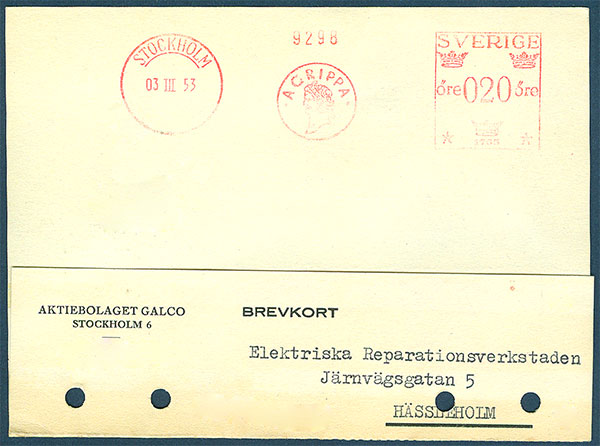 STOCKHOLM
03 III 53
9298
AGRIPPA
SVERIGE
öre 020 öre
AKTIEBOLAGET GALCO
STOCKHOLM 6
BREVKORT
Elektriska Reparationsverkstaden
Järnvägsgatan 5
HÄSSLEHOLM